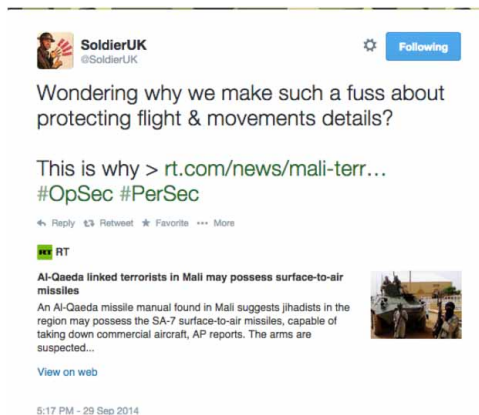 SoldierUK
@SoldierUK
Following
Wondering why we make such a fuss about
protecting flight & movements details?
This is why > rt.com/news/mali-terr…
#OpSec #PerSec
Reply Retweet Favorite More
RT RT
Al-Qaeda linked terrorists in Mali may possess surface-to-air
missiles
An Al-Qaeda missile manual found in Mali suggests jihadists in the
region may possess the SA-7 surface-to-air missiles, capable of
taking down commercial aircraft, AP reports. The arms are
suspected...
View on web
5:17 PM - 29 Sep 2014